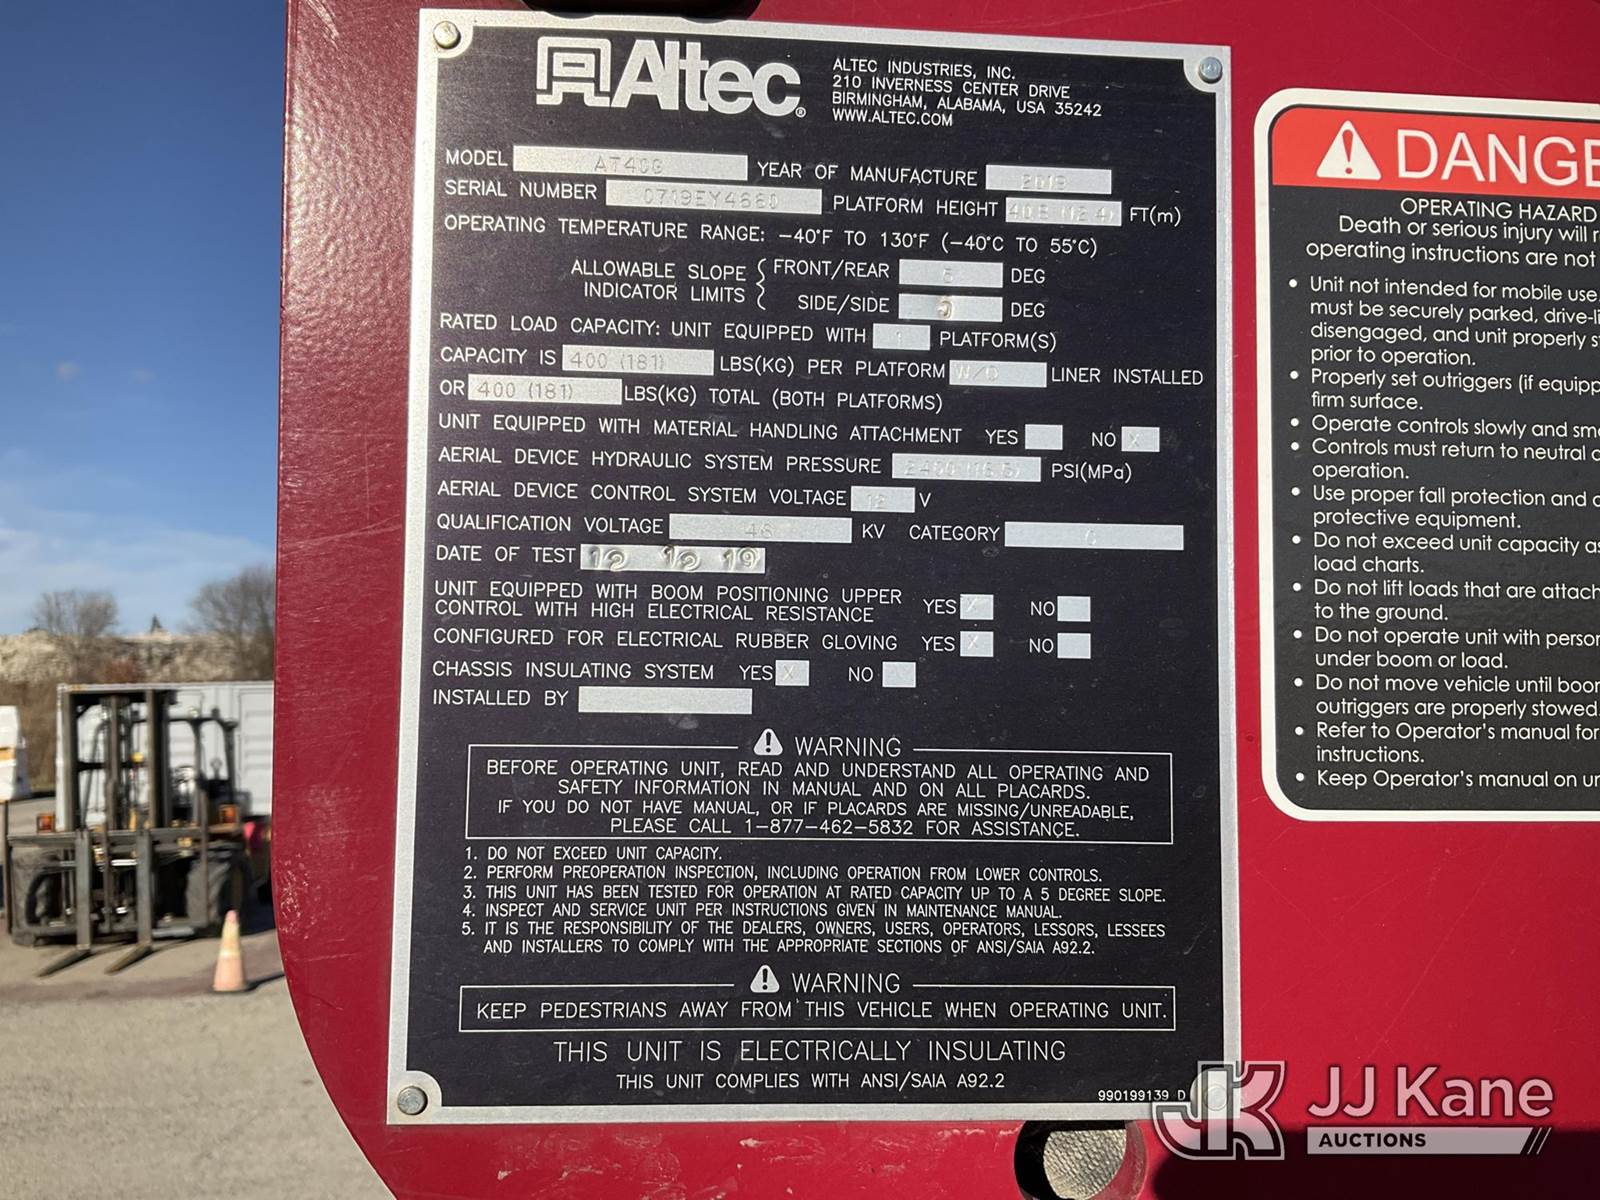 Altec®
ALTEC INDUSTRIES, INC.
210 INVERNESS CENTER DRIVE
BIRMINGHAM, ALABAMA, USA 35242
WWW.ALTEC.COM
MODEL AT40G YEAR OF MANUFACTURE 2019
SERIAL NUMBER 0719EY4660 PLATFORM HEIGHT FT(m)
OPERATING TEMPERATURE RANGE: -40°F TO 130°F (-40°C TO 55°C)
ALLOWABLE SLOPE { FRONT/REAR 5 DEG
INDICATOR LIMITS { SIDE/SIDE DEG
RATED LOAD CAPACITY: UNIT EQUIPPED WITH 1 PLATFORM(S)
CAPACITY IS 400 (181) LBS(KG) PER PLATFORM W/O LINER INSTALLED
OR 400 (181) LBS(KG) TOTAL (BOTH PLATFORMS)
UNIT EQUIPPED WITH MATERIAL HANDLING ATTACHMENT YES NO X
AERIAL DEVICE HYDRAULIC SYSTEM PRESSURE PSI(MPa)
AERIAL DEVICE CONTROL SYSTEM VOLTAGE 12 V
QUALIFICATION VOLTAGE 46 KV CATEGORY C
DATE OF TEST 12 12 19
UNIT EQUIPPED WITH BOOM POSITIONING UPPER
CONTROL WITH HIGH ELECTRICAL RESISTANCE YES X NO
CONFIGURED FOR ELECTRICAL RUBBER GLOVING YES X NO
CHASSIS INSULATING SYSTEM YES X NO
INSTALLED BY
WARNING
BEFORE OPERATING UNIT, READ AND UNDERSTAND ALL OPERATING AND
SAFETY INFORMATION IN MANUAL AND ON ALL PLACARDS.
IF YOU DO NOT HAVE MANUAL, OR IF PLACARDS ARE MISSING/UNREADABLE,
PLEASE CALL 1-877-462-5832 FOR ASSISTANCE.
1. DO NOT EXCEED UNIT CAPACITY.
2. PERFORM PREOPERATION INSPECTION, INCLUDING OPERATION FROM LOWER CONTROLS.
3. THIS UNIT HAS BEEN TESTED FOR OPERATION AT RATED CAPACITY UP TO A 5 DEGREE SLOPE.
4. INSPECT AND SERVICE UNIT PER INSTRUCTIONS GIVEN IN MAINTENANCE MANUAL.
5. IT IS THE RESPONSIBILITY OF THE DEALERS, OWNERS, USERS, OPERATORS, LESSORS, LESSEES
AND INSTALLERS TO COMPLY WITH THE APPROPRIATE SECTIONS OF ANSI/SAIA A92.2.
WARNING
KEEP PEDESTRIANS AWAY FROM THIS VEHICLE WHEN OPERATING UNIT.
THIS UNIT IS ELECTRICALLY INSULATING
THIS UNIT COMPLIES WITH ANSI/SAIA A92.2
990199139 D
DANGE
OPERATING HAZARD
Death or serious injury will r
operating instructions are not
• Unit not intended for mobile use,
must be securely parked, drive-li
disengaged, and unit properly s
prior to operation.
• Properly set outriggers (if equipp
firm surface.
• Operate controls slowly and smo
• Controls must return to neutral
operation.
• Use proper fall protection and
protective equipment.
• Do not exceed unit capacity as
load charts.
• Do not lift loads that are attach
to the ground.
• Do not operate unit with person
under boom or load.
• Do not move vehicle until boom
outriggers are properly stowed.
• Refer to Operator's manual for
instructions.
• Keep Operator's manual on un
JK JJ Kane
AUCTIONS